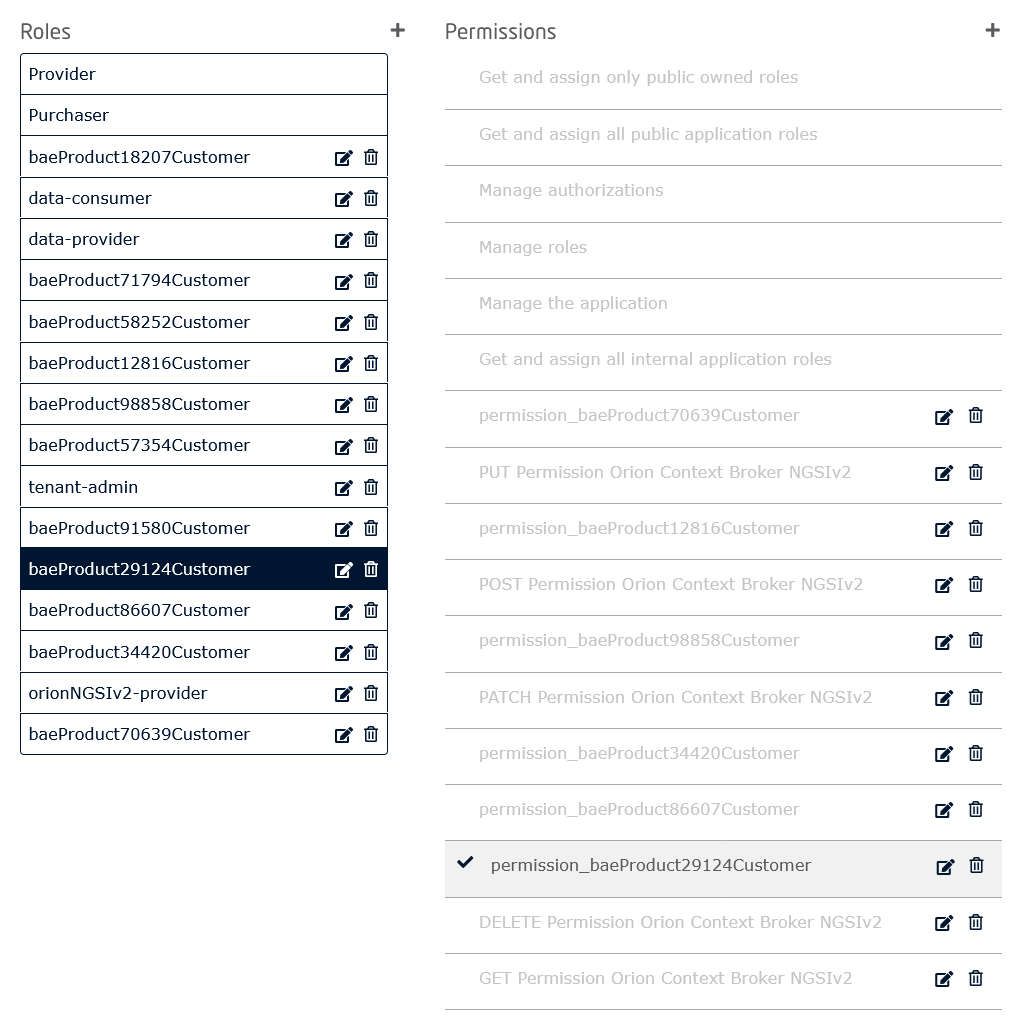 Roles
Provider
Purchaser
baeProduct18207Customer
data-consumer
data-provider
baeProduct71794Customer
baeProduct58252Customer
baeProduct12816Customer
baeProduct98858Customer
baeProduct57354Customer
tenant-admin
baeProduct91580Customer
baeProduct29124Customer
baeProduct86607Customer
baeProduct34420Customer
orionNGSIv2-provider
baeProduct70639Customer
Permissions
Get and assign only public owned roles
Get and assign all public application roles
Manage authorizations
Manage roles
Manage the application
Get and assign all internal application roles
permission_baeProduct70639Customer
PUT Permission Orion Context Broker NGSIv2
permission_baeProduct12816Customer
POST Permission Orion Context Broker NGSIv2
permission_baeProduct98858Customer
PATCH Permission Orion Context Broker NGSIv2
permission_baeProduct34420Customer
permission_baeProduct86607Customer
permission_baeProduct29124Customer
DELETE Permission Orion Context Broker NGSIv2
GET Permission Orion Context Broker NGSIv2